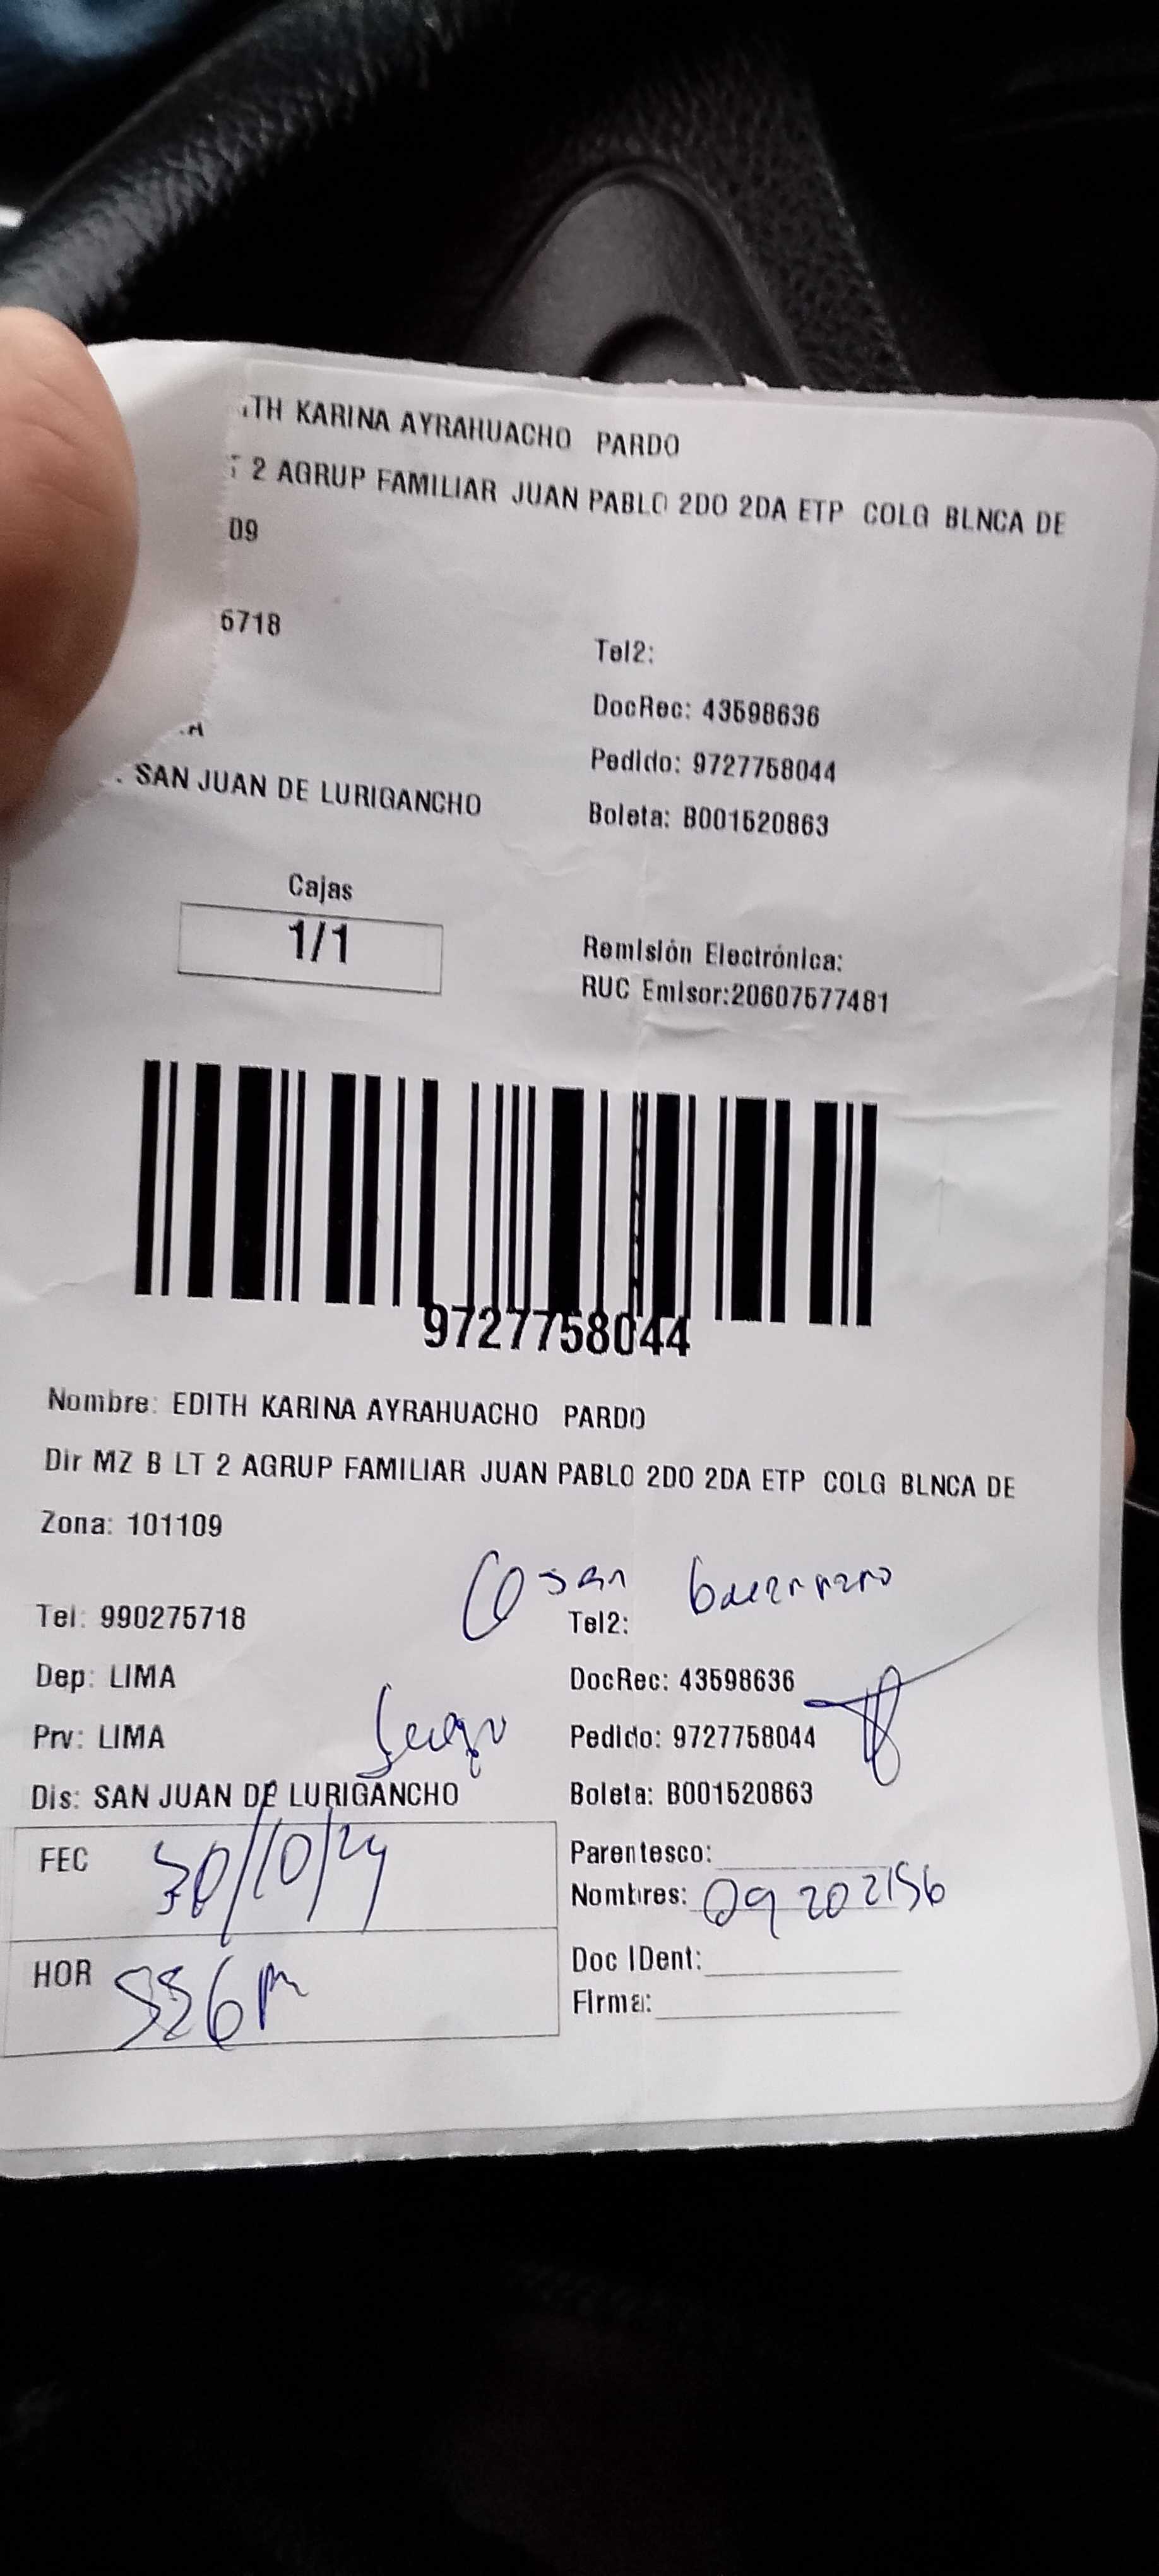 TH KARINA AYRAHUACHO PARDO
2 AGRUP FAMILIAR JUAN PABLO 2DO 2DA ETP COLG BLNCA DE
09
6718
Tel2:
DocRec: 43598636
Pedido: 9727758044
SAN JUAN DE LURIGANCHO
Boleta: B001520863
Cajas
1/1
Remisión Electrónica:
RUC Emisor:20607577481
9727758044
Nombre: EDITH KARINA AYRAHUACHO PARDO
Dir MZ B LT 2 AGRUP FAMILIAR JUAN PABLO 2DO 2DA ETP COLG BLNCA DE
Zona: 101109
Guerrero
Tel: 990275718
Tel2:
Dep: LIMA
DocRec: 43598636
Prv: LIMA
Pedido: 9727758044
Dis: SAN JUAN DE LURIGANCHO
Boleta: B001520863
FEC 30/10/24
Parentesco:
Nombres: 09202156
HOR 556 PM
Doc IDent:
Firma: